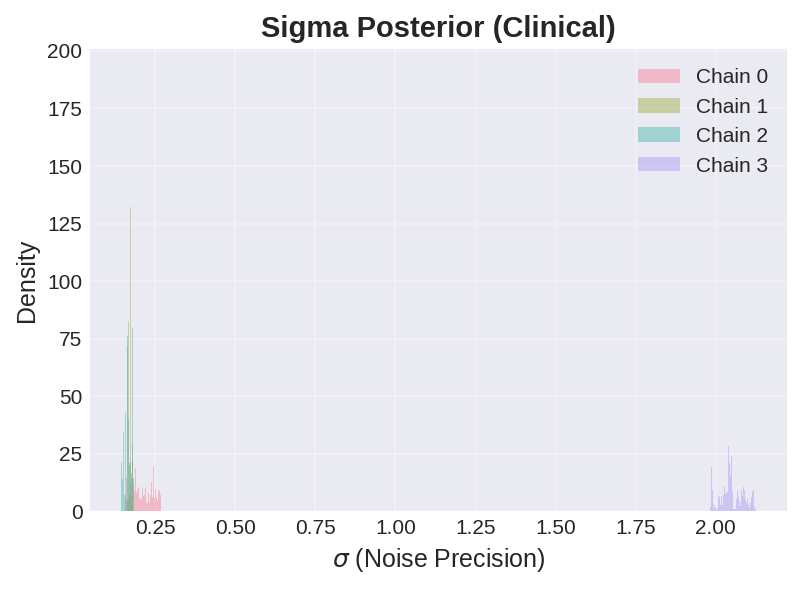 Sigma Posterior (Clinical)
200
175
150
125
100
75
50
25
0
Density
Chain 0
Chain 1
Chain 2
Chain 3
0.25 0.50 0.75 1.00 1.25 1.50 1.75 2.00
σ (Noise Precision)